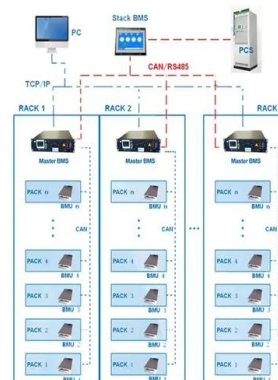 Stack BMS
PC
PCS
CAN/RS485
TCP/IP
RACK 1
RACK 2
RACK
Master BMS
Master BMS
Master BMS
PACK n
PACK n
PACK n
BMU n
BMU n
BMU n
CAN
CAN
CAN
PACK 4
PACK 4
PACK 4
BMU 4
BMU 4
BMU 4
PACK 3
PACK 3
PACK 3
BMU 3
BMU 3
BMU 3
PACK 2
PACK 2
PACK 2
BMU 2
BMU 2
BMU 2
PACK 1
PACK 1
PACK 1